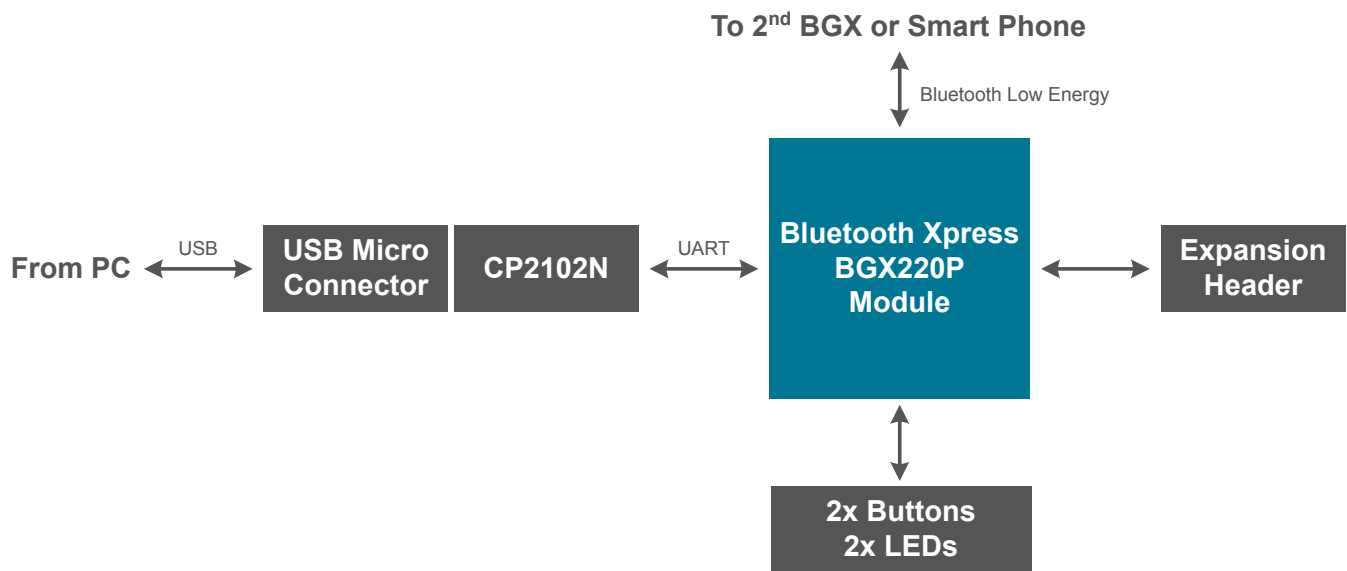 To 2nd BGX or Smart Phone
Bluetooth Low Energy
From PC
USB
USB Micro
Connector
CP2102N
UART
Bluetooth Xpress
BGX220P
Module
Expansion
Header
2x Buttons
2x LEDs